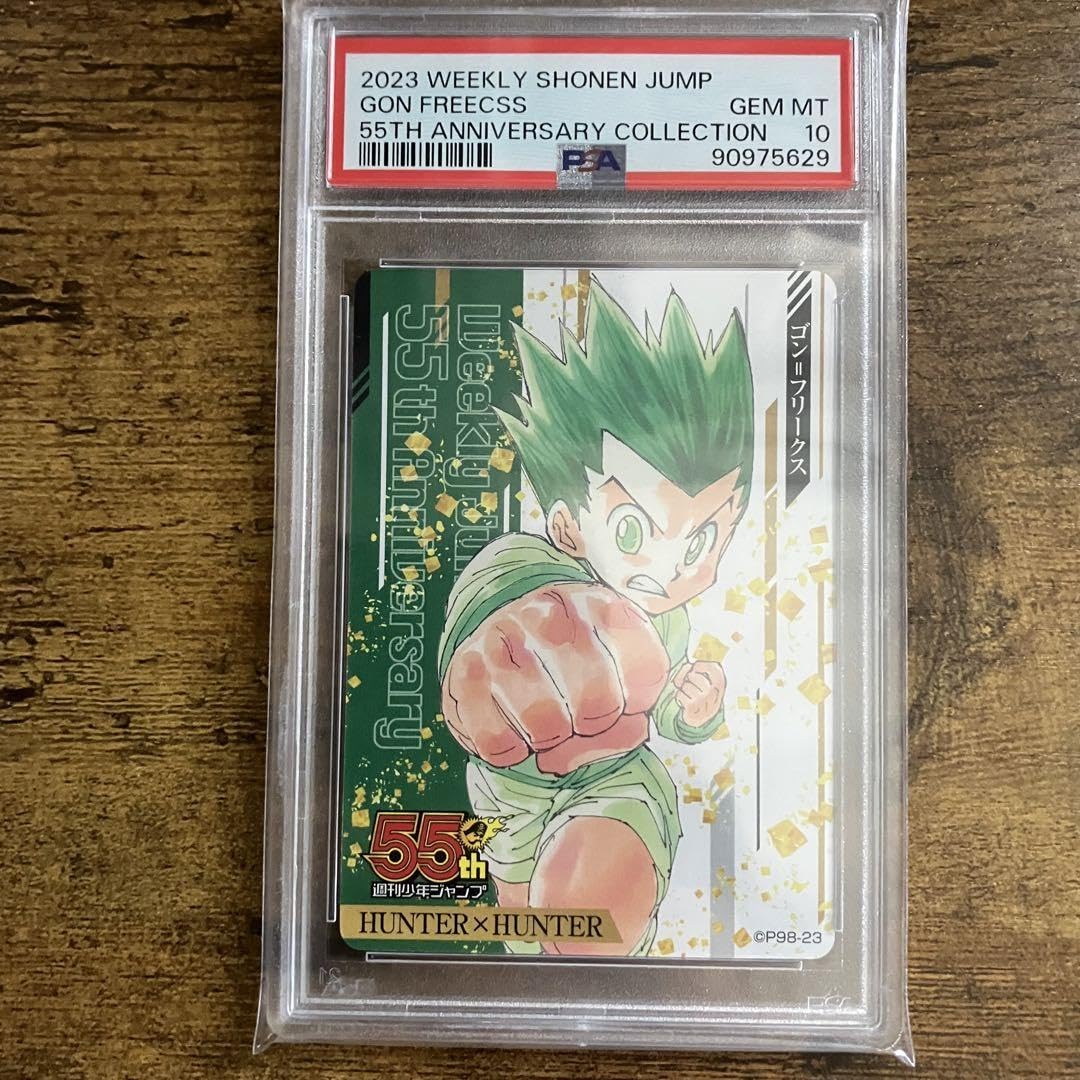 2023 WEEKLY SHONEN JUMP
GON FREECSS GEM MT
55TH ANNIVERSARY COLLECTION 10
PSA 90975629
Weekly Ju
55th Anniversary
ゴン=フリークス
55th
週刊少年ジャンプ
HUNTER×HUNTER
©P98-23